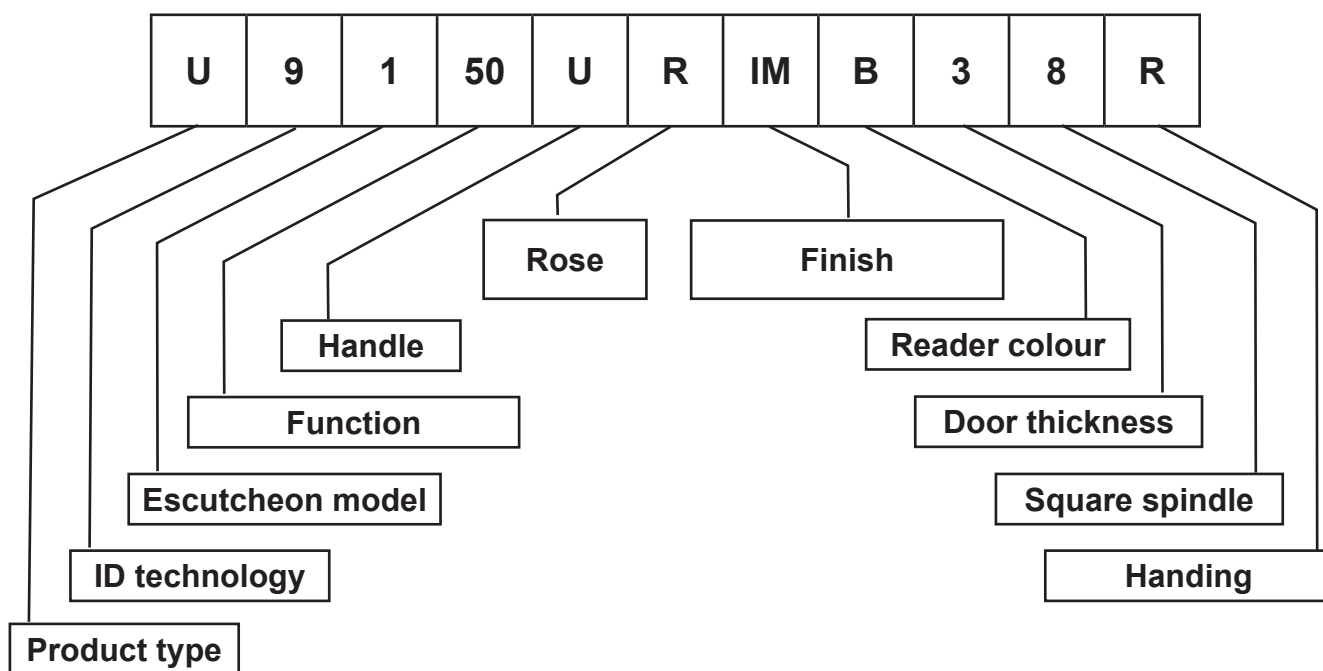 U 9 1 50 U R IM B 3 8 R
Rose
Finish
Handle
Reader colour
Function
Door thickness
Escutcheon model
Square spindle
ID technology
Handing
Product type